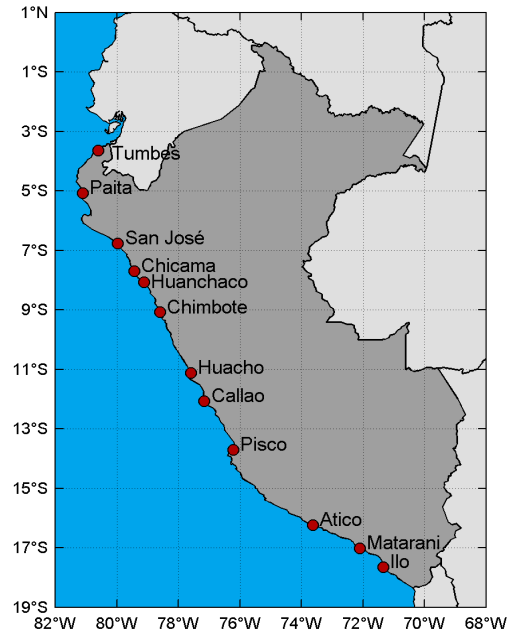 1°N
1°S
3°S
Tumbes
5°S
Paita
7°S
San José
Chicama
Huanchaco
9°S
Chimbote
11°S
Huacho
Callao
13°S
Pisco
15°S
Atico
17°S
Matarani
Ilo
19°S
82°W 80°W 78°W 76°W 74°W 72°W 70°W 68°W